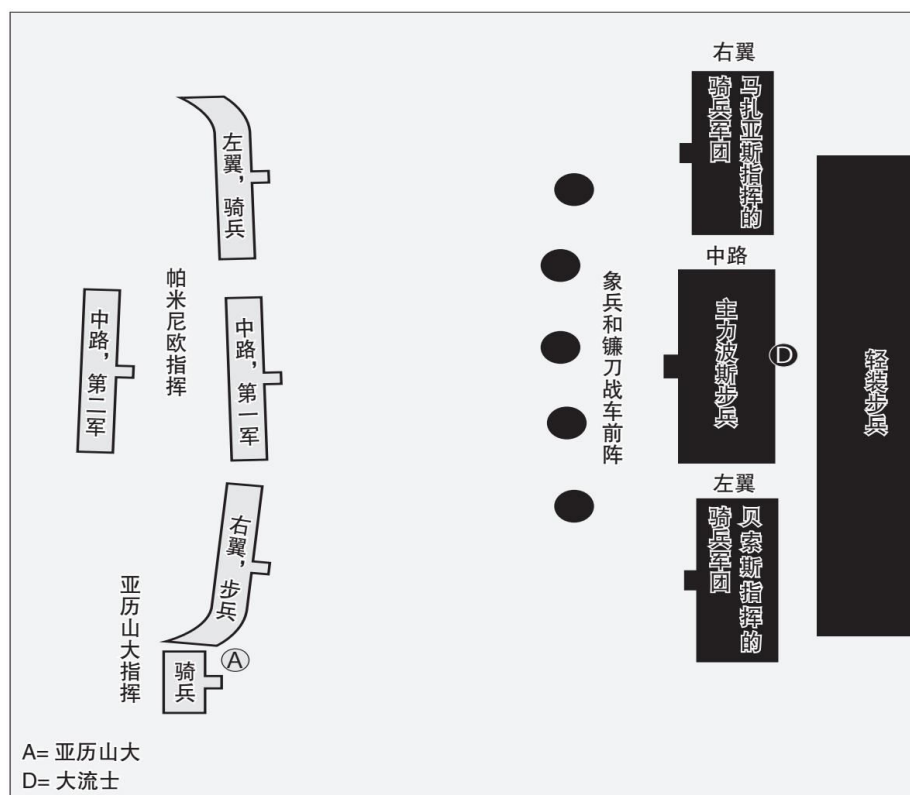 左翼，骑兵
帕米尼欧指挥
中路，第二军
中路，第一军
右翼，步兵
亚历山大指挥
骑兵
A
象兵和镰刀战车前阵
右翼
马扎亚斯指挥的
骑兵军团
中路
主力波斯步兵
D
左翼
贝索斯指挥的
骑兵军团
轻装步兵
A= 亚历山大
D= 大流士